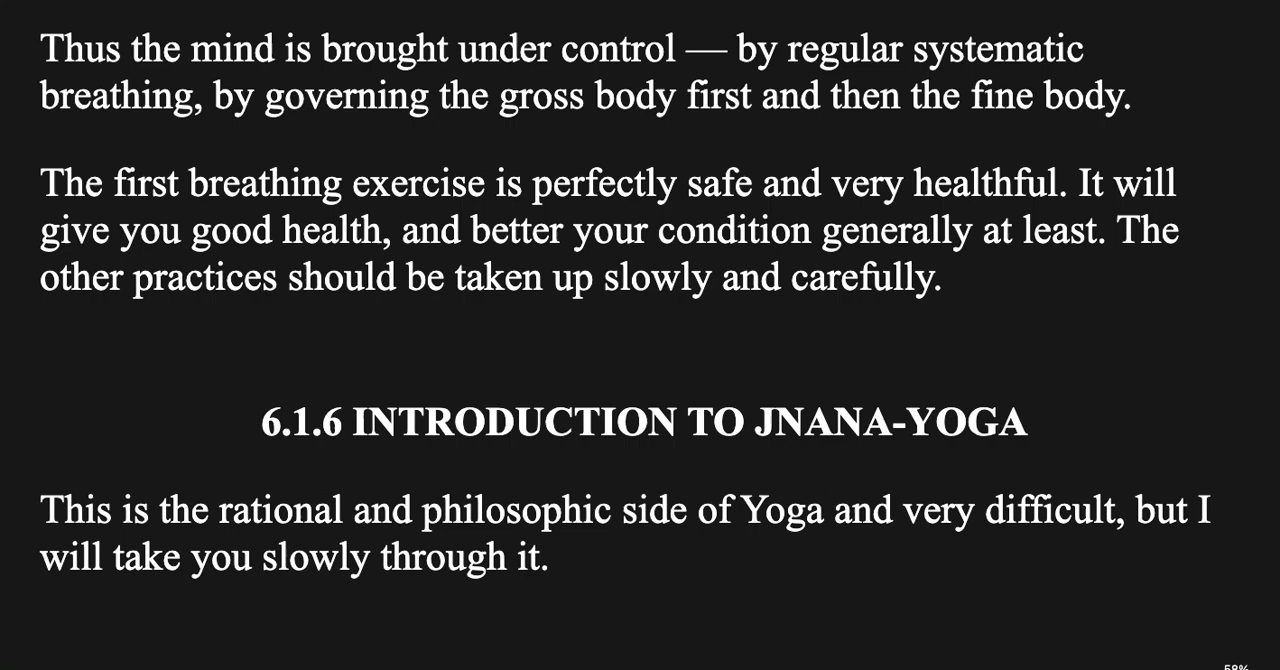 Thus the mind is brought under control — by regular systematic
breathing, by governing the gross body first and then the fine body.
The first breathing exercise is perfectly safe and very healthful. It will
give you good health, and better your condition generally at least. The
other practices should be taken up slowly and carefully.
6.1.6 INTRODUCTION TO JNANA-YOGA
This is the rational and philosophic side of Yoga and very difficult, but I
will take you slowly through it.
58%